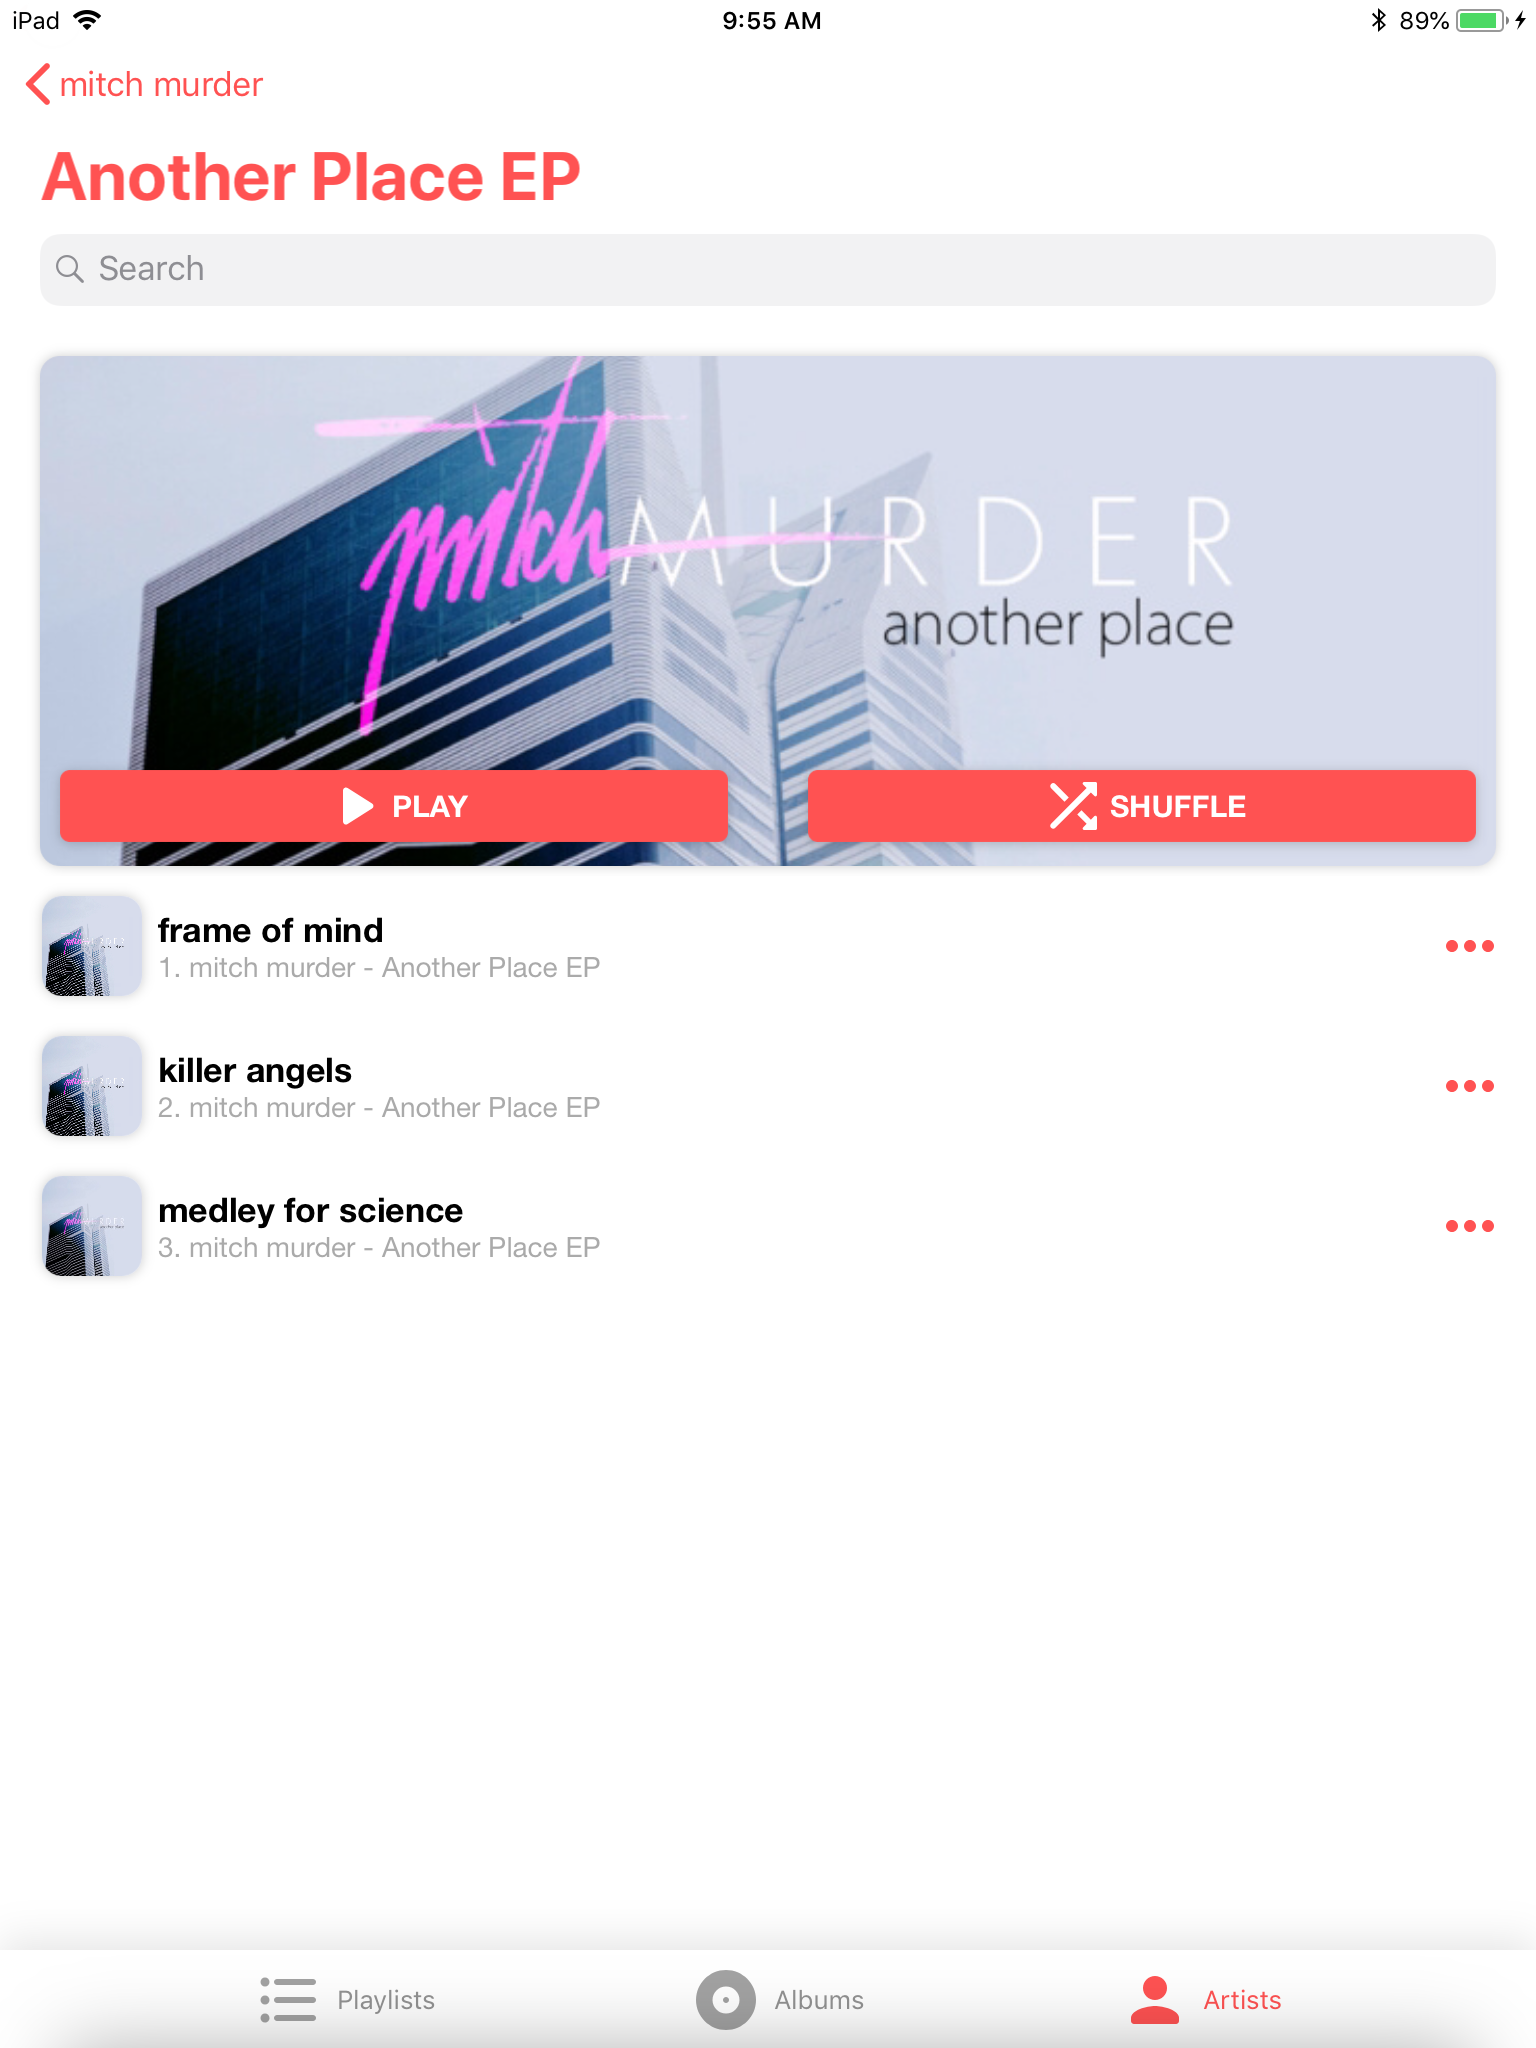 iPad 9:55 AM 89%
mitch murder
Another Place EP
Search
mitch MURDER
another place
PLAY SHUFFLE
frame of mind
1. mitch murder - Another Place EP
killer angels
2. mitch murder - Another Place EP
medley for science
3. mitch murder - Another Place EP
Playlists Albums Artists